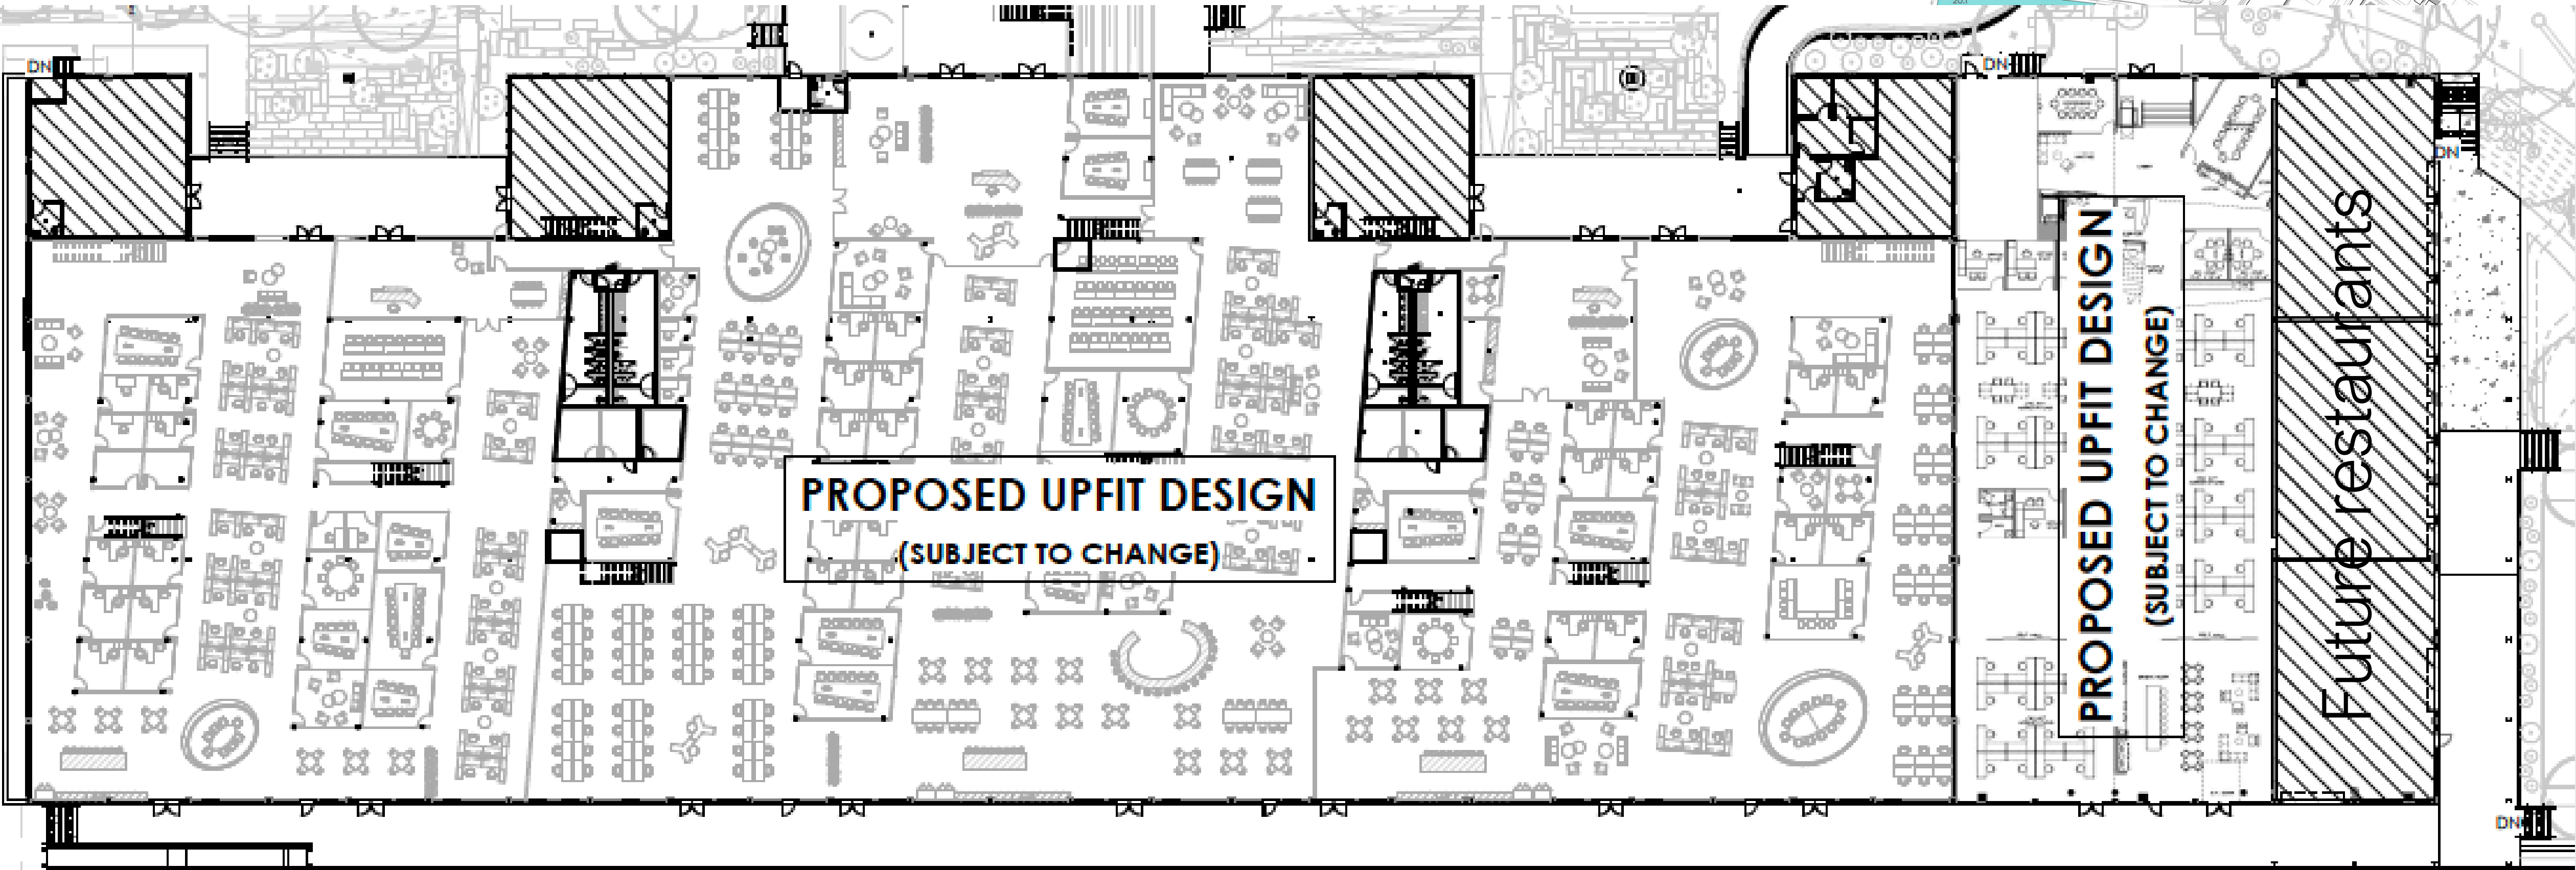 DN
DN
DN
PROPOSED UPFIT DESIGN
(SUBJECT TO CHANGE)
PROPOSED UPFIT DESIGN
(SUBJECT TO CHANGE)
Future restaurants
DN